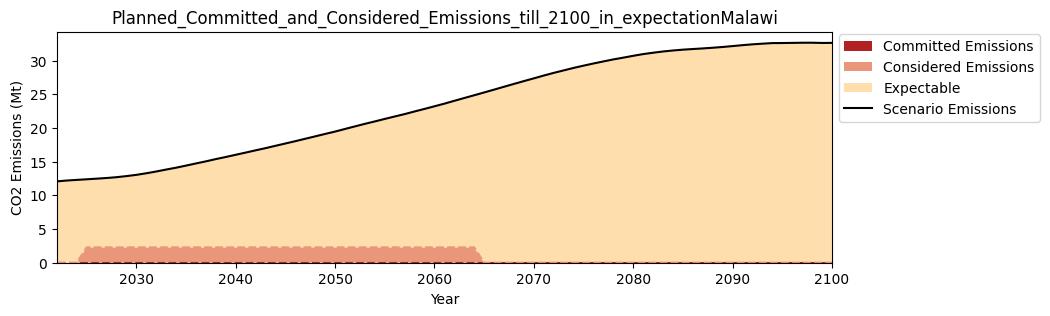 Planned_Committed_and_Considered_Emissions_till_2100_in_expectationMalawi
CO2 Emissions (Mt)
30
25
20
15
10
5
0
2030 2040 2050 2060 2070 2080 2090 2100
Year
Committed Emissions
Considered Emissions
Expectable
Scenario Emissions